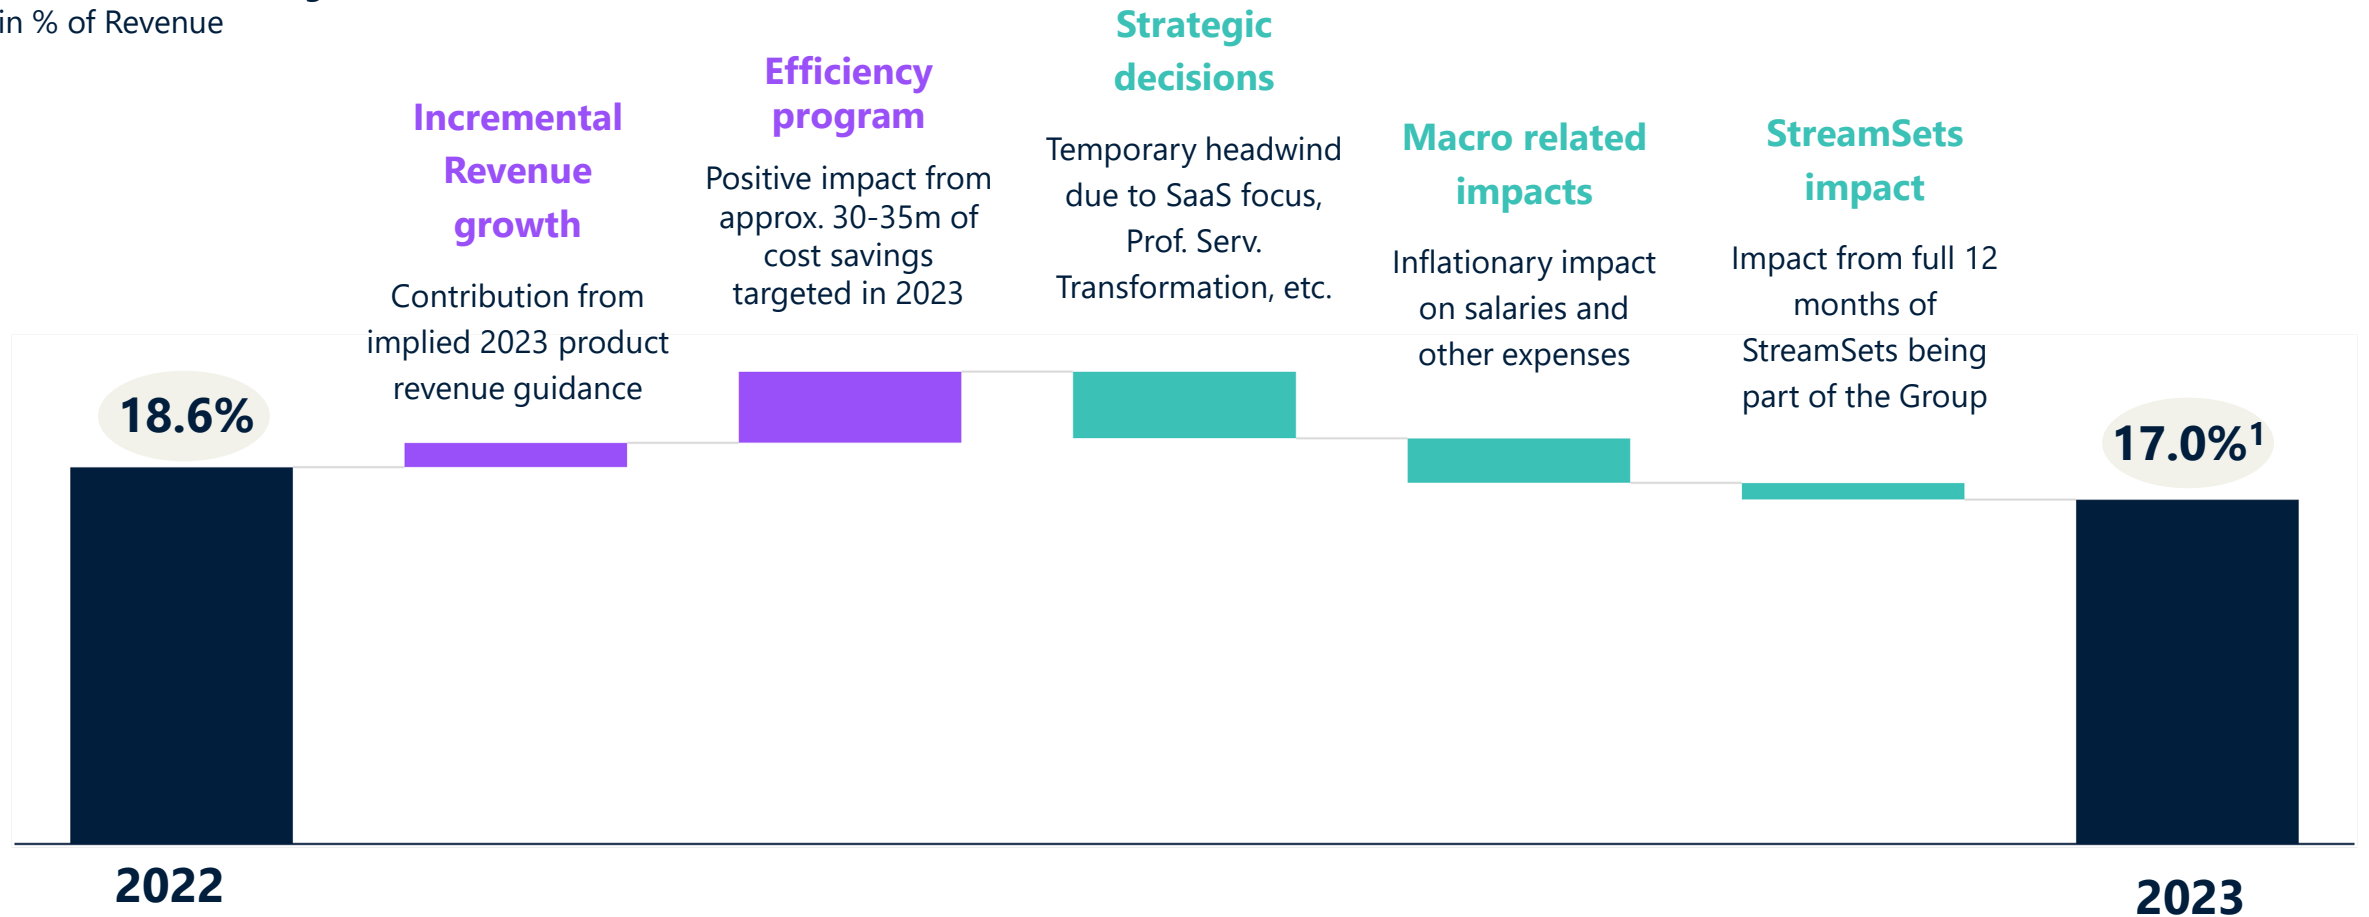 in % of Revenue
Incremental
Revenue
growth
Contribution from
implied 2023 product
revenue guidance
Efficiency
program
Positive impact from
approx. 30-35m of
cost savings
targeted in 2023
Strategic
decisions
Temporary headwind
due to SaaS focus,
Prof. Serv.
Transformation, etc.
Macro related
impacts
Inflationary impact
on salaries and
other expenses
StreamSets
impact
Impact from full 12
months of
StreamSets being
part of the Group
18.6%
17.0%¹
2022
2023